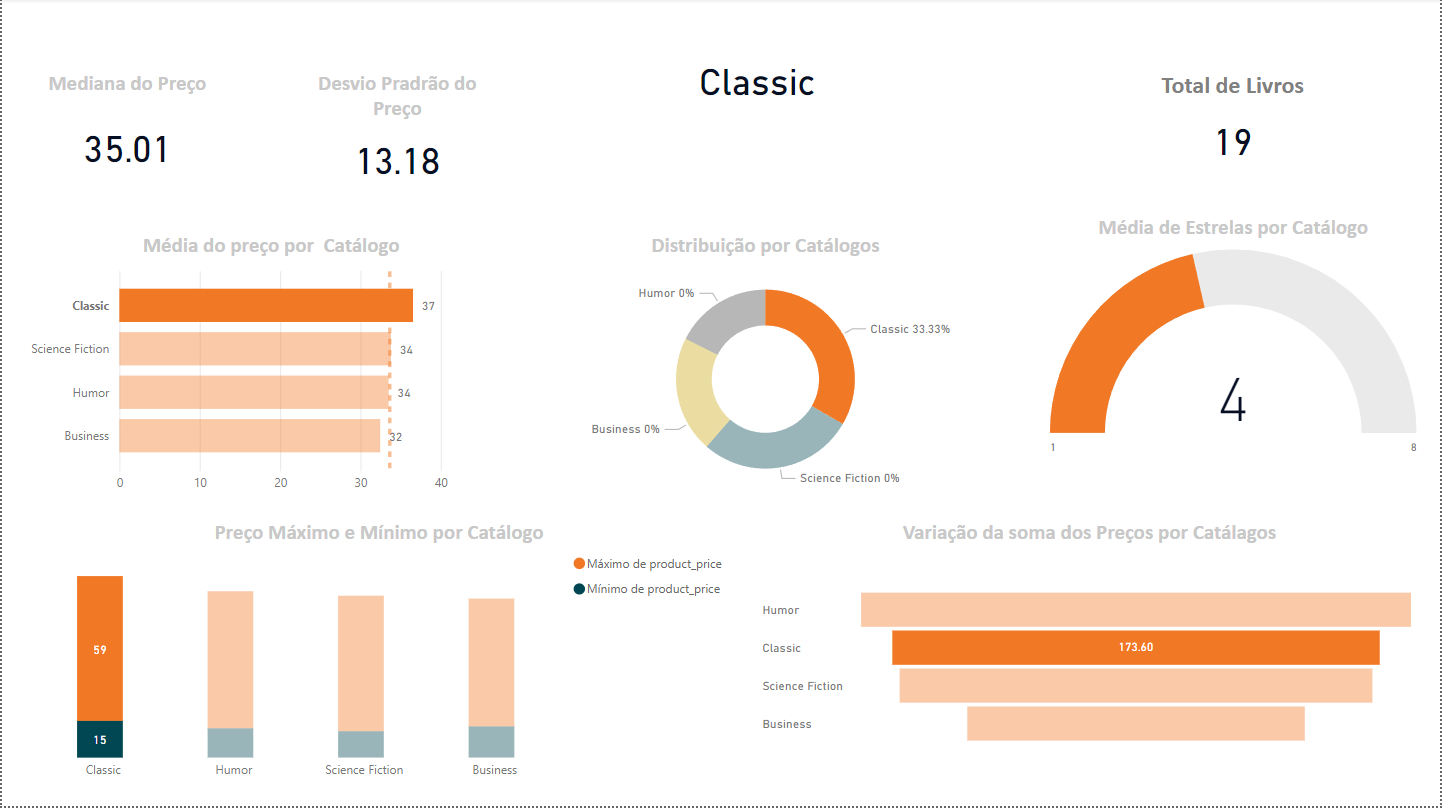 Mediana do Preço
35.01
Desvio Pradrão do
Preço
13.18
Classic
Total de Livros
19
Média do preço por  Catálogo
Classic
37
Science Fiction
34
Humor
34
Business
32
0
10
20
30
40
Distribuição por Catálogos
Humor 0%
Classic 33.33%
Business 0%
Science Fiction 0%
Média de Estrelas por Catálogo
4
1
8
Preço Máximo e Mínimo por Catálogo
Máximo de product_price
Mínimo de product_price
59
15
Classic
Humor
Science Fiction
Business
Variação da soma dos Preços por Catálagos
Humor
Classic
173.60
Science Fiction
Business